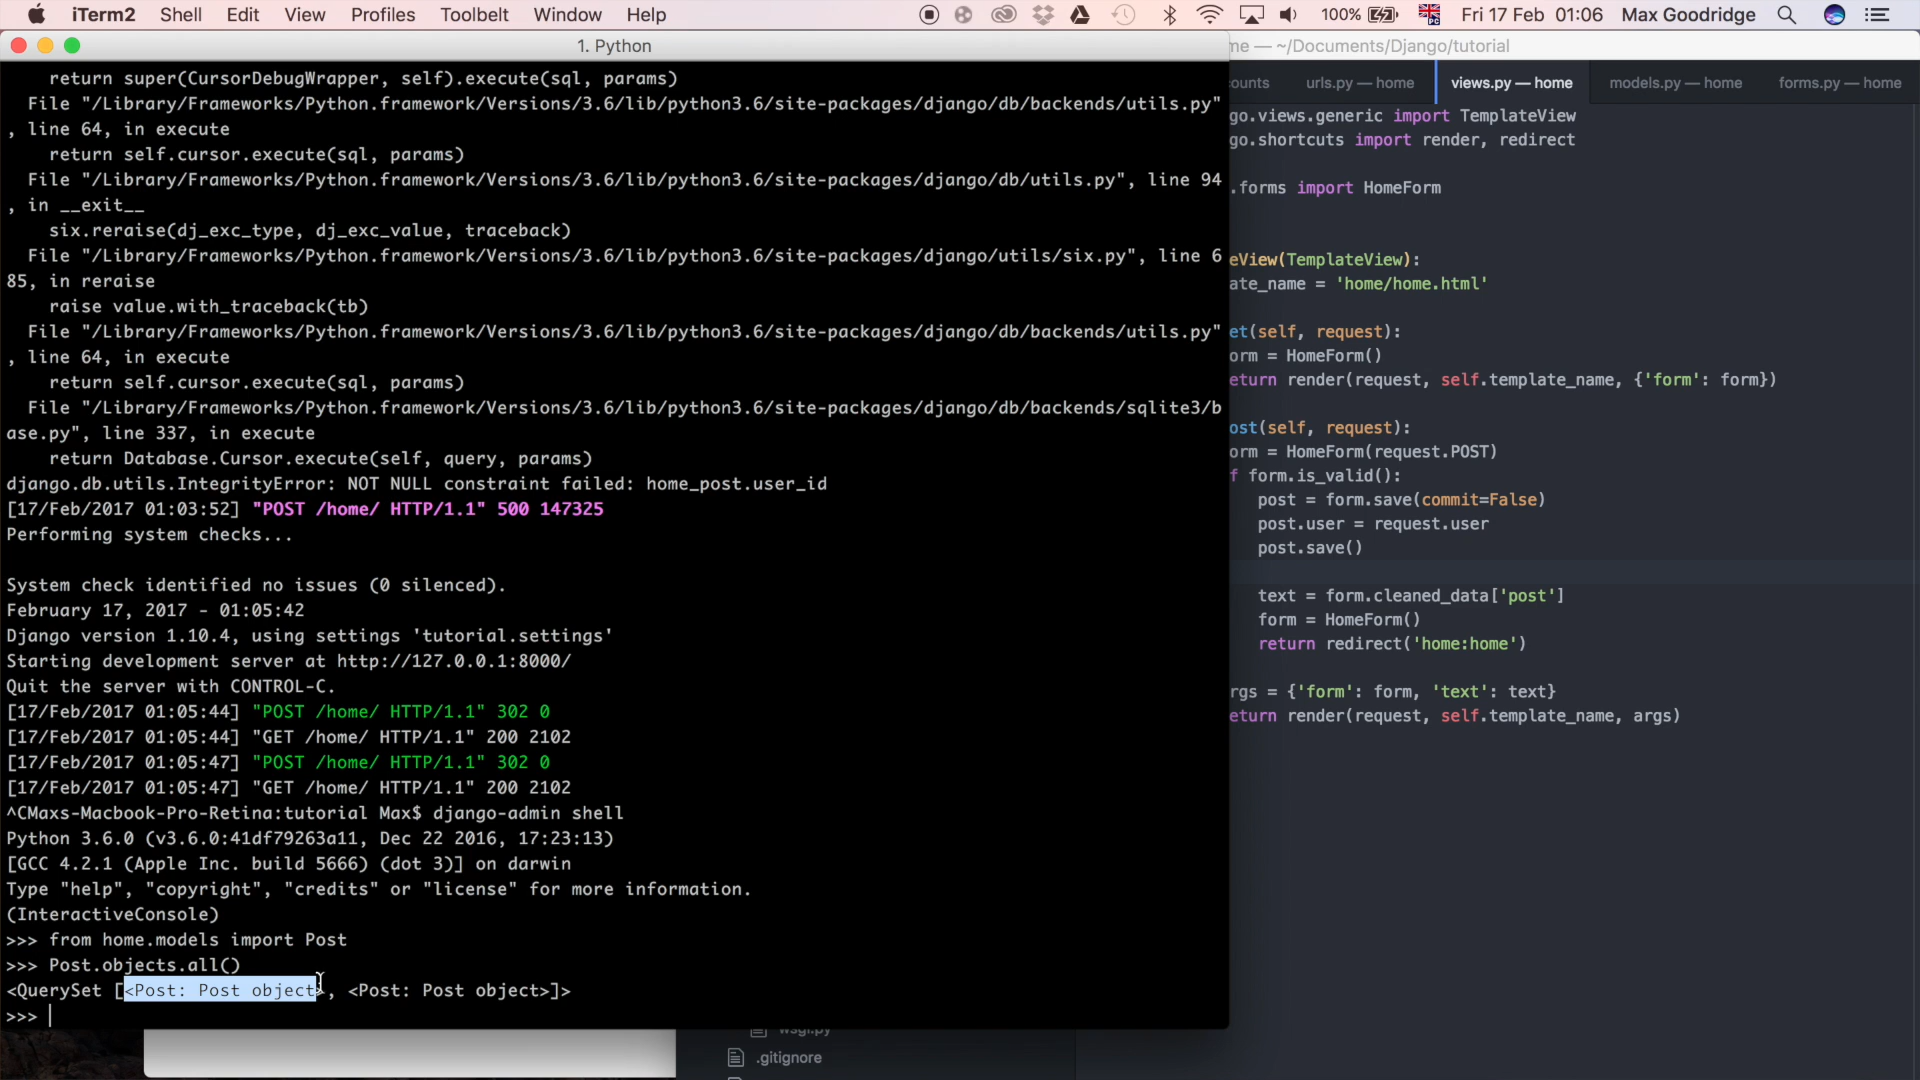 iTerm2 Shell Edit View Profiles Toolbelt Window Help 100% Fri 17 Feb 01:06 Max Goodridge
1. Python
    return super(CursorDebugWrapper, self).execute(sql, params)
  File "/Library/Frameworks/Python.framework/Versions/3.6/lib/python3.6/site-packages/django/db/backends/utils.py"
, line 64, in execute
    return self.cursor.execute(sql, params)
  File "/Library/Frameworks/Python.framework/Versions/3.6/lib/python3.6/site-packages/django/db/utils.py", line 94
, in __exit__
    six.reraise(dj_exc_type, dj_exc_value, traceback)
  File "/Library/Frameworks/Python.framework/Versions/3.6/lib/python3.6/site-packages/django/utils/six.py", line 6
85, in reraise
    raise value.with_traceback(tb)
  File "/Library/Frameworks/Python.framework/Versions/3.6/lib/python3.6/site-packages/django/db/backends/utils.py"
, line 64, in execute
    return self.cursor.execute(sql, params)
  File "/Library/Frameworks/Python.framework/Versions/3.6/lib/python3.6/site-packages/django/db/backends/sqlite3/b
ase.py", line 337, in execute
    return Database.Cursor.execute(self, query, params)
django.db.utils.IntegrityError: NOT NULL constraint failed: home_post.user_id
[17/Feb/2017 01:03:52] "POST /home/ HTTP/1.1" 500 147325
Performing system checks...
System check identified no issues (0 silenced).
February 17, 2017 - 01:05:42
Django version 1.10.4, using settings 'tutorial.settings'
Starting development server at http://127.0.0.1:8000/
Quit the server with CONTROL-C.
[17/Feb/2017 01:05:44] "POST /home/ HTTP/1.1" 302 0
[17/Feb/2017 01:05:44] "GET /home/ HTTP/1.1" 200 2102
[17/Feb/2017 01:05:47] "POST /home/ HTTP/1.1" 302 0
[17/Feb/2017 01:05:47] "GET /home/ HTTP/1.1" 200 2102
^CMaxs-Macbook-Pro-Retina:tutorial Max$ django-admin shell
Python 3.6.0 (v3.6.0:41df79263a11, Dec 22 2016, 17:23:13)
[GCC 4.2.1 (Apple Inc. build 5666) (dot 3)] on darwin
Type "help", "copyright", "credits" or "license" for more information.
(InteractiveConsole)
>>> from home.models import Post
>>> Post.objects.all()
<QuerySet [<Post: Post object>, <Post: Post object>]>
>>>
me — ~/Documents/Django/tutorial
ounts urls.py — home views.py — home models.py — home forms.py — home
go.views.generic import TemplateView
go.shortcuts import render, redirect
.forms import HomeForm
eView(TemplateView):
ate_name = 'home/home.html'
et(self, request):
orm = HomeForm()
eturn render(request, self.template_name, {'form': form})
ost(self, request):
orm = HomeForm(request.POST)
f form.is_valid():
post = form.save(commit=False)
post.user = request.user
post.save()
text = form.cleaned_data['post']
form = HomeForm()
return redirect('home:home')
rgs = {'form': form, 'text': text}
eturn render(request, self.template_name, args)
wsgi.py
.gitignore